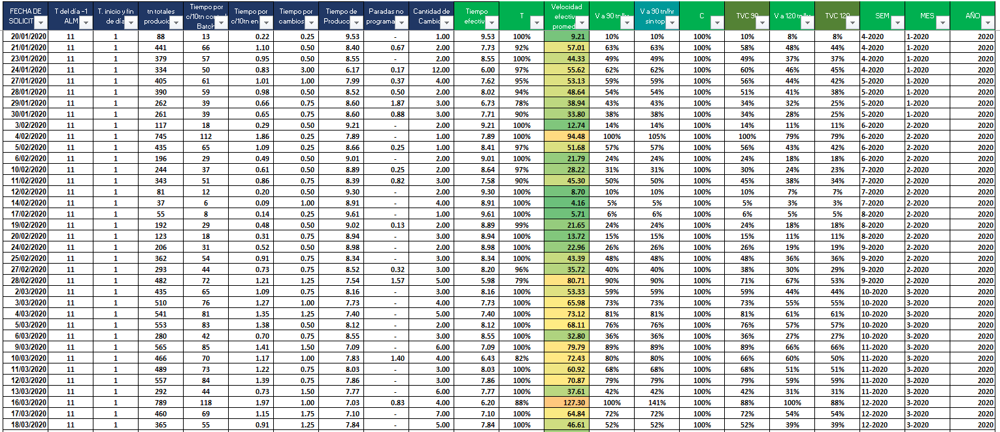 FECHA DE SOLICIT T del día -1 ALM T. inicio y fin de día tn totales producid Tiempo por c/10tn contr Batch Tiempo por c/10tn en Tiempo por cambios Tiempo de Producc Paradas no programa Cantidad de Cambio Tiempo efectiv T Velocidad efectiv promed V a 90 tn/hr V a 90 tn/hr sin top C TVC 90 V a 120 tn/hr TVC 120 SEM MES AÑO
20/01/2020 11 1 88 13 0.22 0.25 9.53 - 1.00 9.53 100% 9.21 10% 10% 100% 10% 8% 8% 4-2020 1-2020 2020
21/01/2020 11 1 441 66 1.10 0.50 8.40 0.67 2.00 7.73 92% 57.01 63% 63% 100% 58% 48% 44% 4-2020 1-2020 2020
23/01/2020 11 1 379 57 0.95 0.50 8.55 - 2.00 8.55 100% 44.33 49% 49% 100% 49% 37% 37% 4-2020 1-2020 2020
24/01/2020 11 1 334 50 0.83 3.00 6.17 0.17 12.00 6.00 97% 55.62 62% 62% 100% 60% 46% 45% 4-2020 1-2020 2020
27/01/2020 11 1 405 61 1.01 1.00 7.99 0.37 4.00 7.62 95% 53.13 59% 59% 100% 56% 44% 42% 5-2020 1-2020 2020
28/01/2020 11 1 390 59 0.98 0.50 8.52 0.50 2.00 8.02 94% 48.64 54% 54% 100% 51% 41% 38% 5-2020 1-2020 2020
29/01/2020 11 1 262 39 0.66 0.75 8.60 1.87 3.00 6.73 78% 38.94 43% 43% 100% 34% 32% 25% 5-2020 1-2020 2020
30/01/2020 11 1 261 39 0.65 0.75 8.60 0.88 3.00 7.71 90% 33.80 38% 38% 100% 34% 28% 25% 5-2020 1-2020 2020
3/02/2020 11 1 117 18 0.29 0.50 9.21 - 2.00 9.21 100% 12.74 14% 14% 100% 14% 11% 11% 6-2020 2-2020 2020
4/02/2020 11 1 745 112 1.86 0.25 7.89 - 1.00 7.89 100% 94.48 100% 105% 100% 100% 79% 79% 6-2020 2-2020 2020
5/02/2020 11 1 435 65 1.09 0.25 8.66 0.25 1.00 8.41 97% 51.68 57% 57% 100% 56% 43% 42% 6-2020 2-2020 2020
6/02/2020 11 1 196 29 0.49 0.50 9.01 - 2.00 9.01 100% 21.79 24% 24% 100% 24% 18% 18% 6-2020 2-2020 2020
10/02/2020 11 1 244 37 0.61 0.50 8.89 0.25 2.00 8.64 97% 28.22 31% 31% 100% 30% 24% 23% 7-2020 2-2020 2020
11/02/2020 11 1 343 51 0.86 0.75 8.39 0.82 3.00 7.58 90% 45.30 50% 50% 100% 45% 38% 34% 7-2020 2-2020 2020
12/02/2020 11 1 81 12 0.20 0.50 9.30 - 2.00 9.30 100% 8.70 10% 10% 100% 10% 7% 7% 7-2020 2-2020 2020
14/02/2020 11 1 37 6 0.09 1.00 8.91 - 4.00 8.91 100% 4.16 5% 5% 100% 5% 3% 3% 7-2020 2-2020 2020
17/02/2020 11 1 55 8 0.14 0.25 9.61 - 1.00 9.61 100% 5.71 6% 6% 100% 6% 5% 5% 8-2020 2-2020 2020
19/02/2020 11 1 192 29 0.48 0.50 9.02 0.13 2.00 8.89 99% 21.65 24% 24% 100% 24% 18% 18% 8-2020 2-2020 2020
20/02/2020 11 1 123 18 0.31 0.75 8.94 - 3.00 8.94 100% 13.72 15% 15% 100% 15% 11% 11% 8-2020 2-2020 2020
24/02/2020 11 1 206 31 0.52 0.50 8.98 - 2.00 8.98 100% 22.96 26% 26% 100% 26% 19% 19% 9-2020 2-2020 2020
25/02/2020 11 1 362 54 0.91 0.75 8.34 - 3.00 8.34 100% 43.39 48% 48% 100% 48% 36% 36% 9-2020 2-2020 2020
27/02/2020 11 1 293 44 0.73 0.75 8.52 0.32 3.00 8.20 96% 35.72 40% 40% 100% 38% 30% 29% 9-2020 2-2020 2020
28/02/2020 11 1 482 72 1.21 1.25 7.54 1.57 5.00 5.98 79% 80.71 90% 90% 100% 71% 67% 53% 9-2020 2-2020 2020
2/03/2020 11 1 435 65 1.09 0.75 8.16 - 3.00 8.16 100% 53.33 59% 59% 100% 59% 44% 44% 10-2020 3-2020 2020
3/03/2020 11 1 510 76 1.27 1.00 7.73 - 4.00 7.73 100% 65.98 73% 73% 100% 73% 55% 55% 10-2020 3-2020 2020
4/03/2020 11 1 541 81 1.35 1.25 7.40 - 5.00 7.40 100% 73.12 81% 81% 100% 81% 61% 61% 10-2020 3-2020 2020
5/03/2020 11 1 553 83 1.38 0.50 8.12 - 2.00 8.12 100% 68.11 76% 76% 100% 76% 57% 57% 10-2020 3-2020 2020
6/03/2020 11 1 280 42 0.70 0.75 8.55 - 3.00 8.55 100% 32.80 36% 36% 100% 36% 27% 27% 10-2020 3-2020 2020
9/03/2020 11 1 565 85 1.41 1.50 7.09 - 6.00 7.09 100% 79.79 89% 89% 100% 89% 66% 66% 11-2020 3-2020 2020
10/03/2020 11 1 466 70 1.17 1.00 7.83 1.40 4.00 6.43 82% 72.43 80% 80% 100% 66% 60% 50% 11-2020 3-2020 2020
11/03/2020 11 1 489 73 1.22 0.75 8.03 - 3.00 8.03 100% 60.92 68% 68% 100% 68% 51% 51% 11-2020 3-2020 2020
12/03/2020 11 1 557 84 1.39 0.75 7.86 - 3.00 7.86 100% 70.87 79% 79% 100% 79% 59% 59% 11-2020 3-2020 2020
13/03/2020 11 1 292 44 0.73 1.50 7.77 - 6.00 7.77 100% 37.61 42% 42% 100% 42% 31% 31% 11-2020 3-2020 2020
16/03/2020 11 1 789 118 1.97 1.00 7.03 0.83 4.00 6.20 88% 127.30 100% 141% 100% 88% 100% 88% 12-2020 3-2020 2020
17/03/2020 11 1 460 69 1.15 1.75 7.10 - 7.00 7.10 100% 64.84 72% 72% 100% 72% 54% 54% 12-2020 3-2020 2020
18/03/2020 11 1 365 55 0.91 1.25 7.84 - 5.00 7.84 100% 46.61 52% 52% 100% 52% 39% 39% 12-2020 3-2020 2020